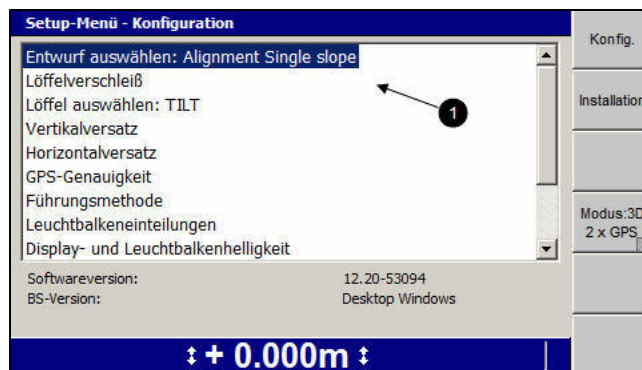 Setup-Menü - Konfiguration
Entwurf auswählen: Alignment Single slope
Löffelverschleiß
Löffel auswählen: TILT
Vertikalversatz
Horizontalversatz
GPS-Genauigkeit
Führungsmethode
Leuchtbalkeneinteilungen
Display- und Leuchtbalkenhelligkeit
1
Softwareversion: 12.20-53094
BS-Version: Desktop Windows
+ 0.000m
Konfig.
Installation
Modus:3D
2 x GPS